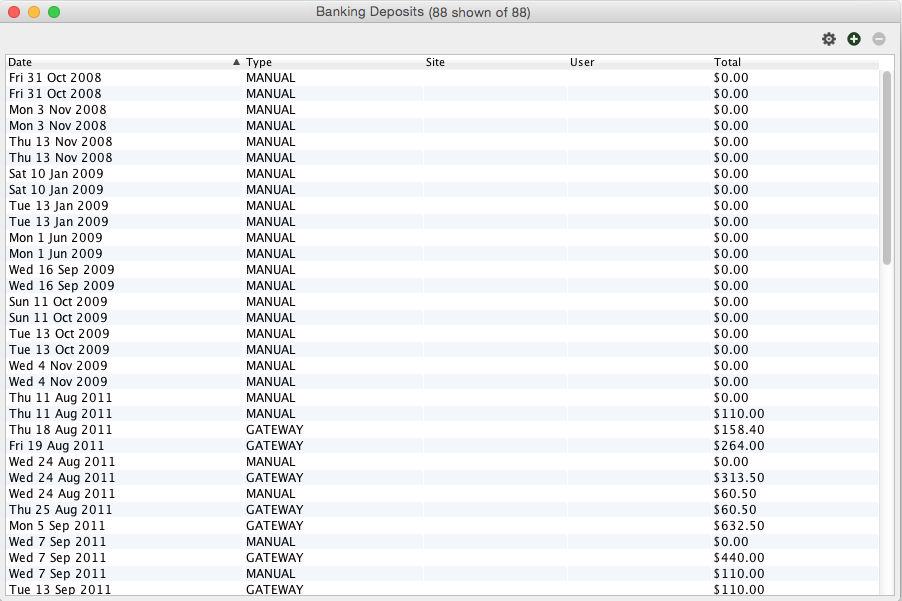 Banking Deposits (88 shown of 88)
Date Type Site User Total
Fri 31 Oct 2008 MANUAL $0.00
Fri 31 Oct 2008 MANUAL $0.00
Mon 3 Nov 2008 MANUAL $0.00
Mon 3 Nov 2008 MANUAL $0.00
Thu 13 Nov 2008 MANUAL $0.00
Thu 13 Nov 2008 MANUAL $0.00
Sat 10 Jan 2009 MANUAL $0.00
Sat 10 Jan 2009 MANUAL $0.00
Tue 13 Jan 2009 MANUAL $0.00
Tue 13 Jan 2009 MANUAL $0.00
Mon 1 Jun 2009 MANUAL $0.00
Mon 1 Jun 2009 MANUAL $0.00
Wed 16 Sep 2009 MANUAL $0.00
Wed 16 Sep 2009 MANUAL $0.00
Sun 11 Oct 2009 MANUAL $0.00
Sun 11 Oct 2009 MANUAL $0.00
Tue 13 Oct 2009 MANUAL $0.00
Tue 13 Oct 2009 MANUAL $0.00
Wed 4 Nov 2009 MANUAL $0.00
Wed 4 Nov 2009 MANUAL $0.00
Thu 11 Aug 2011 MANUAL $0.00
Thu 11 Aug 2011 MANUAL $110.00
Thu 18 Aug 2011 GATEWAY $158.40
Fri 19 Aug 2011 GATEWAY $264.00
Wed 24 Aug 2011 MANUAL $0.00
Wed 24 Aug 2011 GATEWAY $313.50
Wed 24 Aug 2011 MANUAL $60.50
Thu 25 Aug 2011 GATEWAY $60.50
Mon 5 Sep 2011 GATEWAY $632.50
Wed 7 Sep 2011 MANUAL $0.00
Wed 7 Sep 2011 GATEWAY $440.00
Wed 7 Sep 2011 MANUAL $110.00
Tue 13 Sep 2011 GATEWAY $110.00